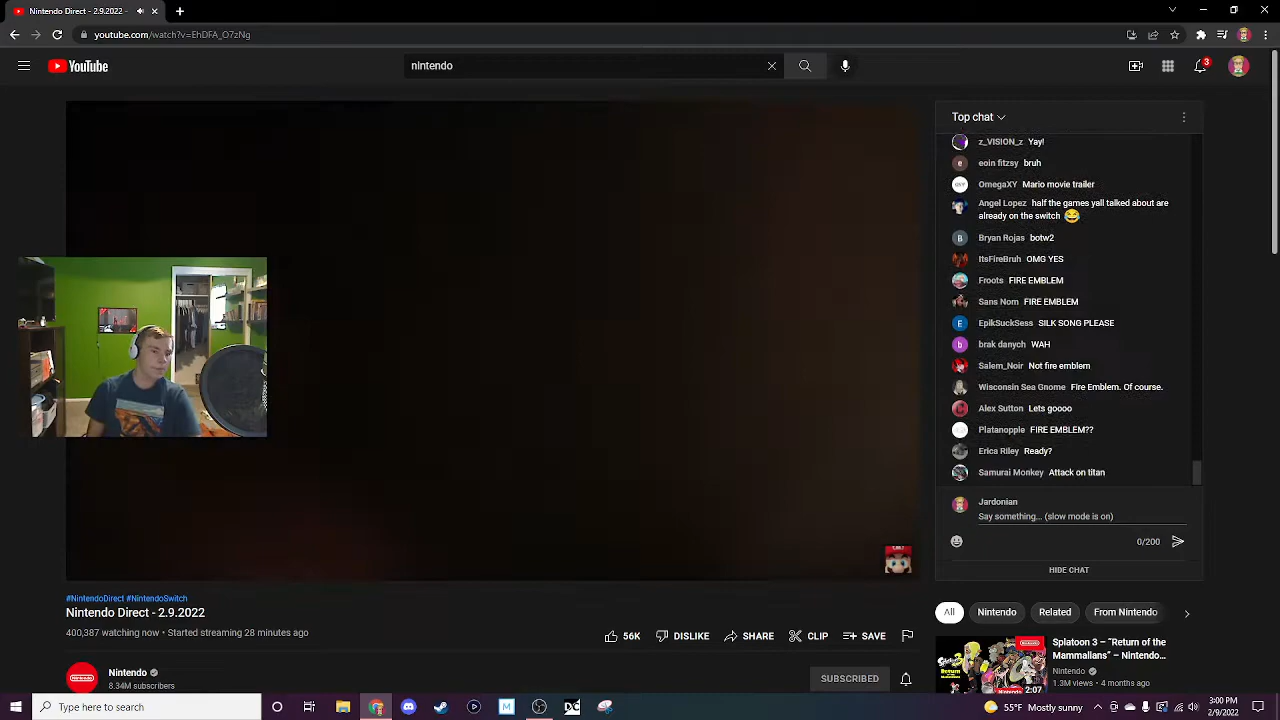 Nintendo Direct - 2.9.2022 -
youtube.com/watch?v=EhDFA_O7zNg
YouTube
nintendo
3
Top chat
z_VISION_z Yay!
eoin fitzsy bruh
OmegaXY Mario movie trailer
Angel Lopez half the games yall talked about are
already on the switch 😂
Bryan Rojas botw2
ItsFireBruh OMG YES
Froots FIRE EMBLEM
Sans Nom FIRE EMBLEM
EpikSuckSess SILK SONG PLEASE
brak danych WAH
Salem_Noir Not fire emblem
Wisconsin Sea Gnome Fire Emblem. Of course.
Alex Sutton Lets goooo
Platanopple FIRE EMBLEM??
Erica Riley Ready?
Samurai Monkey Attack on titan
Jardonian
Say something... (slow mode is on)
0/200
HIDE CHAT
#NintendoDirect #NintendoSwitch
Nintendo Direct - 2.9.2022
400,387 watching now • Started streaming 28 minutes ago
56K DISLIKE SHARE CLIP SAVE
Nintendo
8.34M subscribers
SUBSCRIBED
All Nintendo Related From Nintendo
Splatoon 3 – “Return of the
Mammalians” – Nintendo...
Nintendo
1.3M views • 4 months ago
2:07
Type here to search
55°F Mostly sunny
3:00 PM
2/9/2022